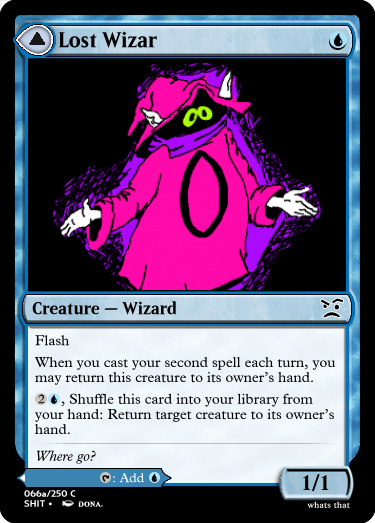 Lost Wizar
Creature — Wizard
Flash
When you cast your second spell each turn, you
may return this creature to its owner's hand.
2, Shuffle this card into your library from
your hand: Return target creature to its owner's
hand.
Where go?
: Add
1/1
066a/250 C
SHIT • DONA.
whats that